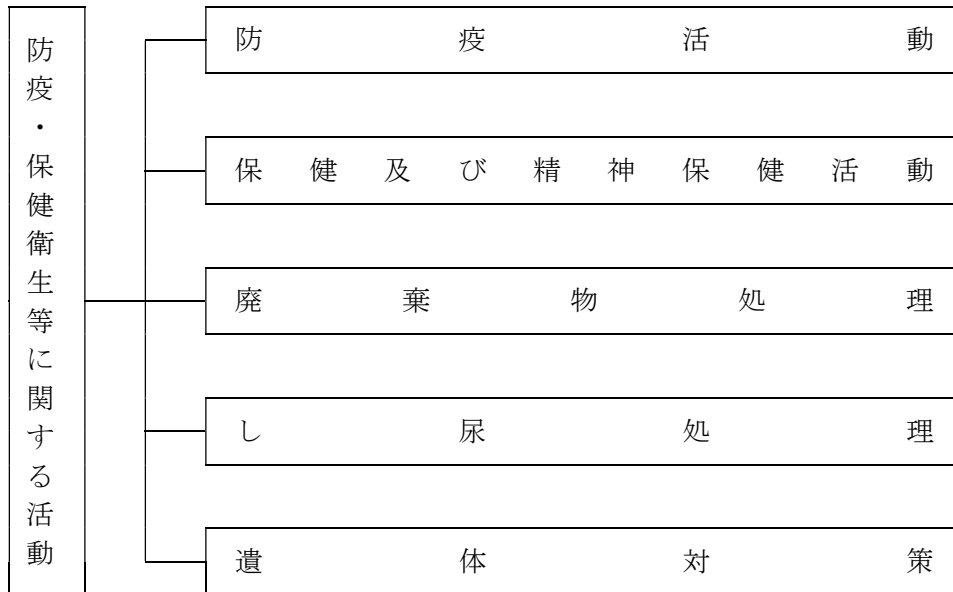 防疫・保健衛生等に関する活動
防疫活動
保健及び精神保健活動
廃棄物処理
し尿処理
遺体対策